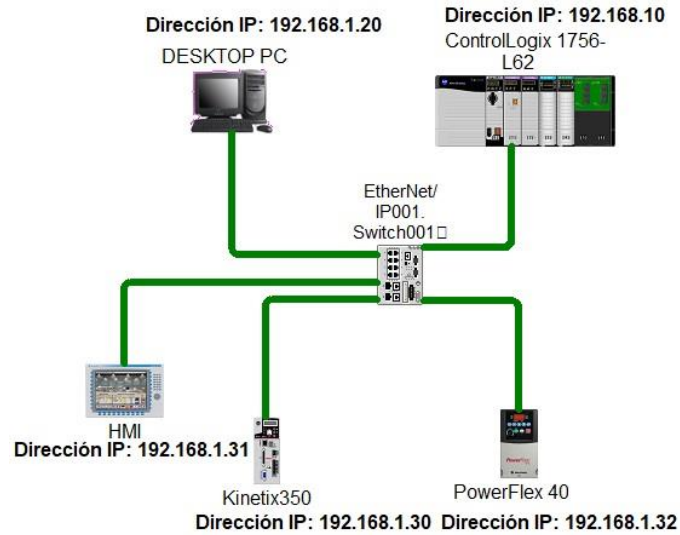 Dirección IP: 192.168.1.20
DESKTOP PC
Dirección IP: 192.168.10
ControlLogix 1756-
L62
EtherNet/
IP001.
Switch001□
HMI
Dirección IP: 192.168.1.31
Kinetix350
Dirección IP: 192.168.1.30
PowerFlex 40
Dirección IP: 192.168.1.32